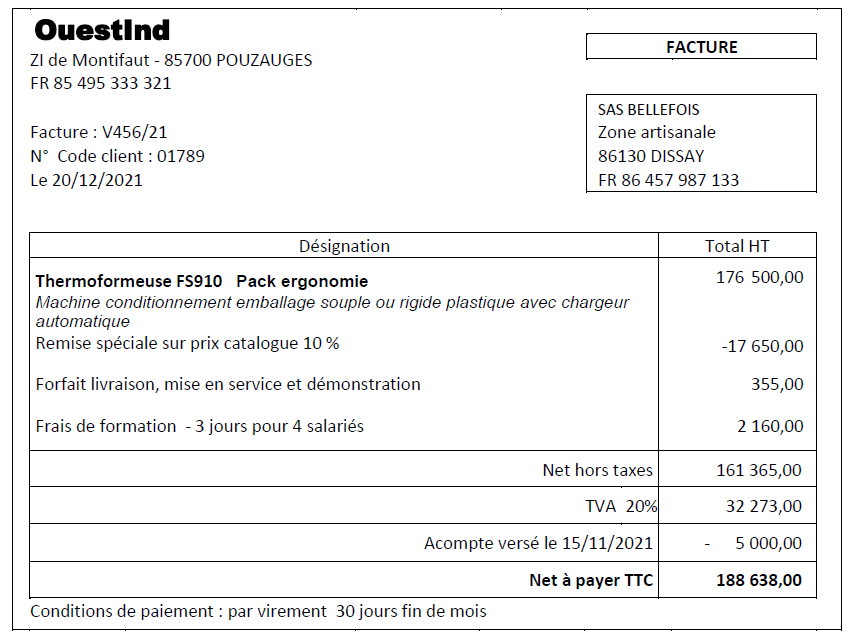 OuestInd
ZI de Montifaut - 85700 POUZAUGES
FR 85 495 333 321
FACTURE
Facture : V456/21
N° Code client : 01789
Le 20/12/2021
SAS BELLEFOIS
Zone artisanale
86130 DISSAY
FR 86 457 987 133
Désignation Total HT
Thermoformeuse FS910 Pack ergonomie 176 500,00
Machine conditionnement emballage souple ou rigide plastique avec chargeur
automatique
Remise spéciale sur prix catalogue 10 % -17 650,00
Forfait livraison, mise en service et démonstration 355,00
Frais de formation - 3 jours pour 4 salariés 2 160,00
Net hors taxes 161 365,00
TVA 20% 32 273,00
Acompte versé le 15/11/2021 - 5 000,00
Net à payer TTC 188 638,00
Conditions de paiement : par virement 30 jours fin de mois